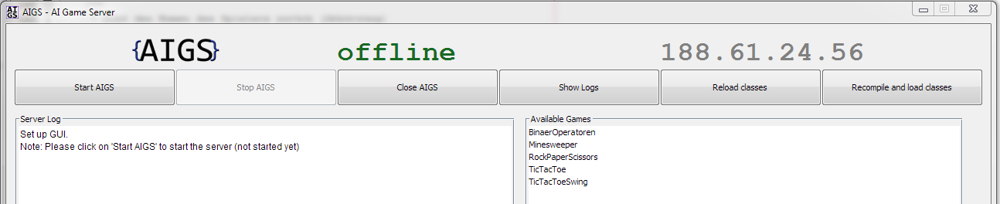 AIGS - AI Game Server
{AIGS} offline 188.61.24.56
Start AIGS Stop AIGS Close AIGS Show Logs Reload classes Recompile and load classes
Server Log
Set up GUI.
Note: Please click on 'Start AIGS' to start the server (not started yet)
Available Games
BinaerOperatoren
Minesweeper
RockPaperScissors
TicTacToe
TicTacToeSwing